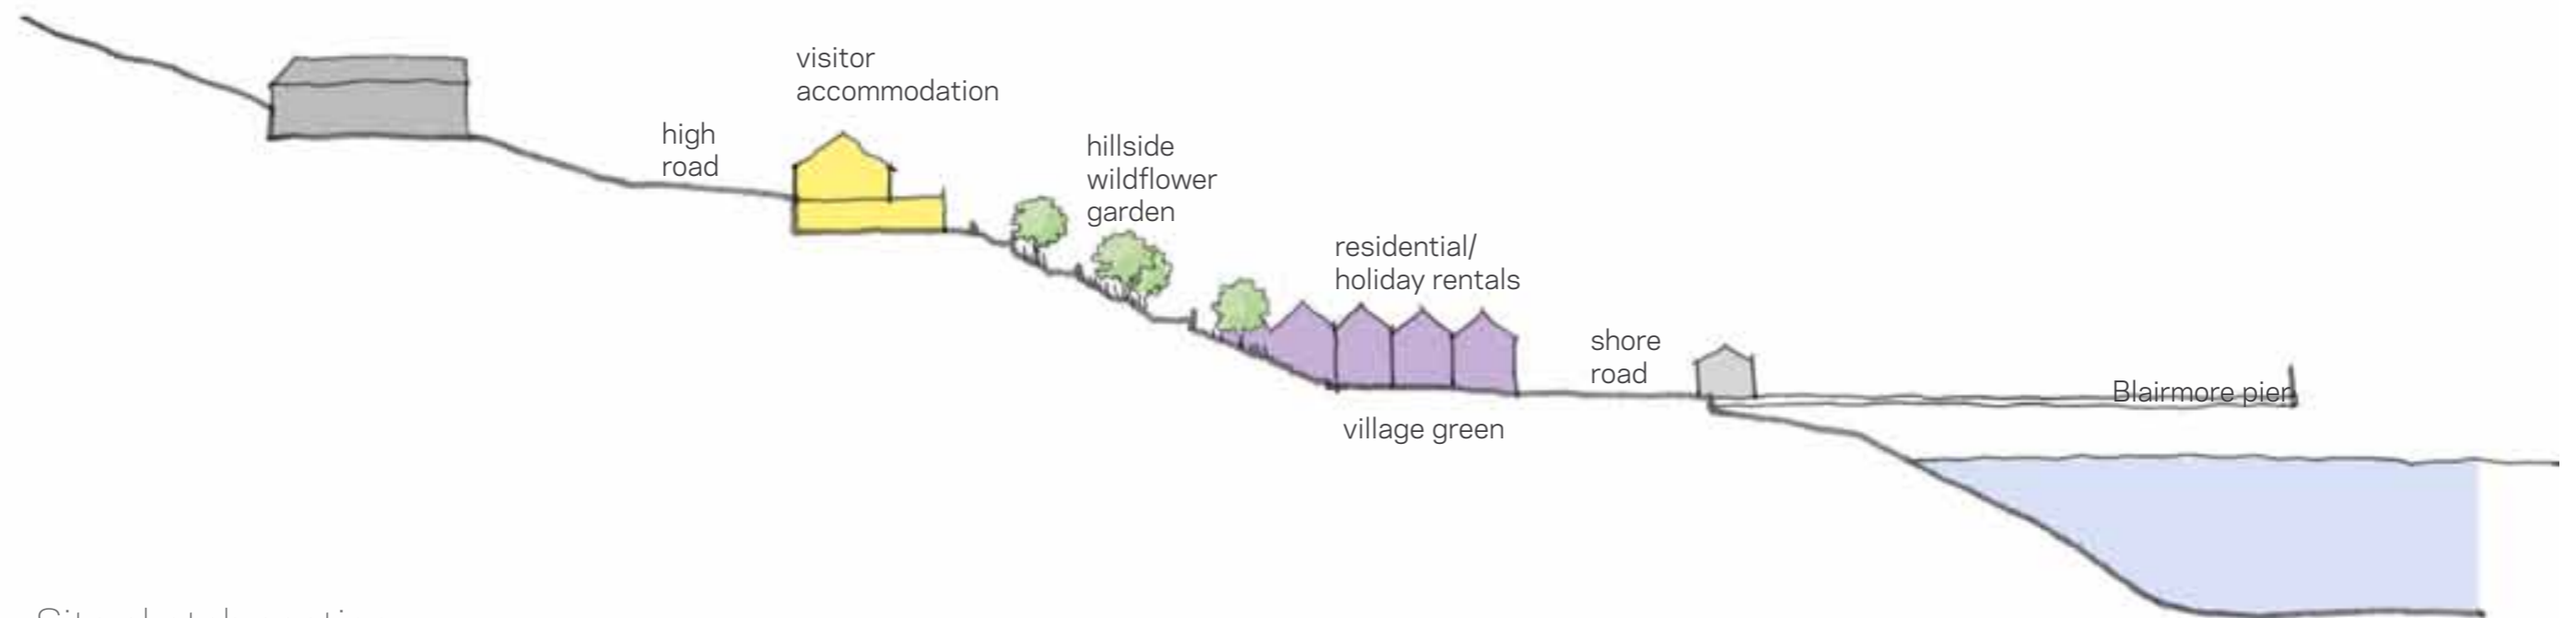 visitor
accommodation
high
road
hillside
wildflower
garden
residential/
holiday rentals
shore
road
Blairmore pier
village green